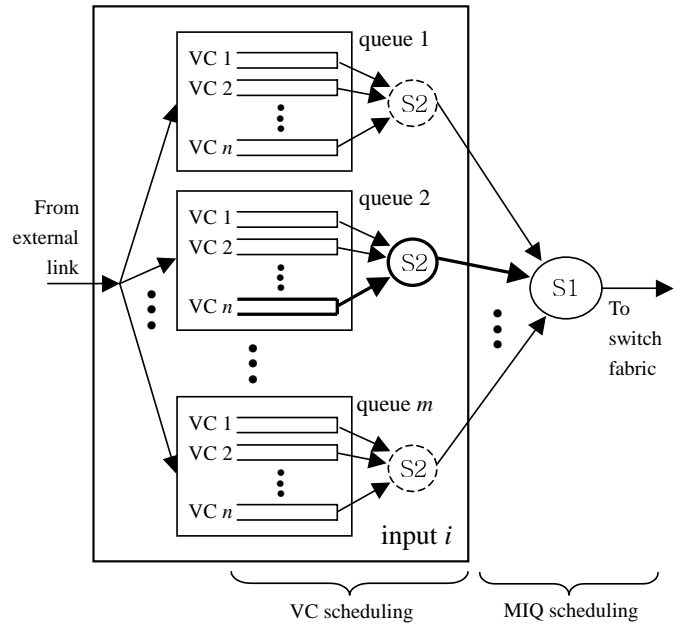 queue 1
VC 1
VC 2
VC n
S2
From
external
link
queue 2
VC 1
VC 2
VC n
S2
S1
To
switch
fabric
queue m
VC 1
VC 2
VC n
S2
input i
VC scheduling
MIQ scheduling